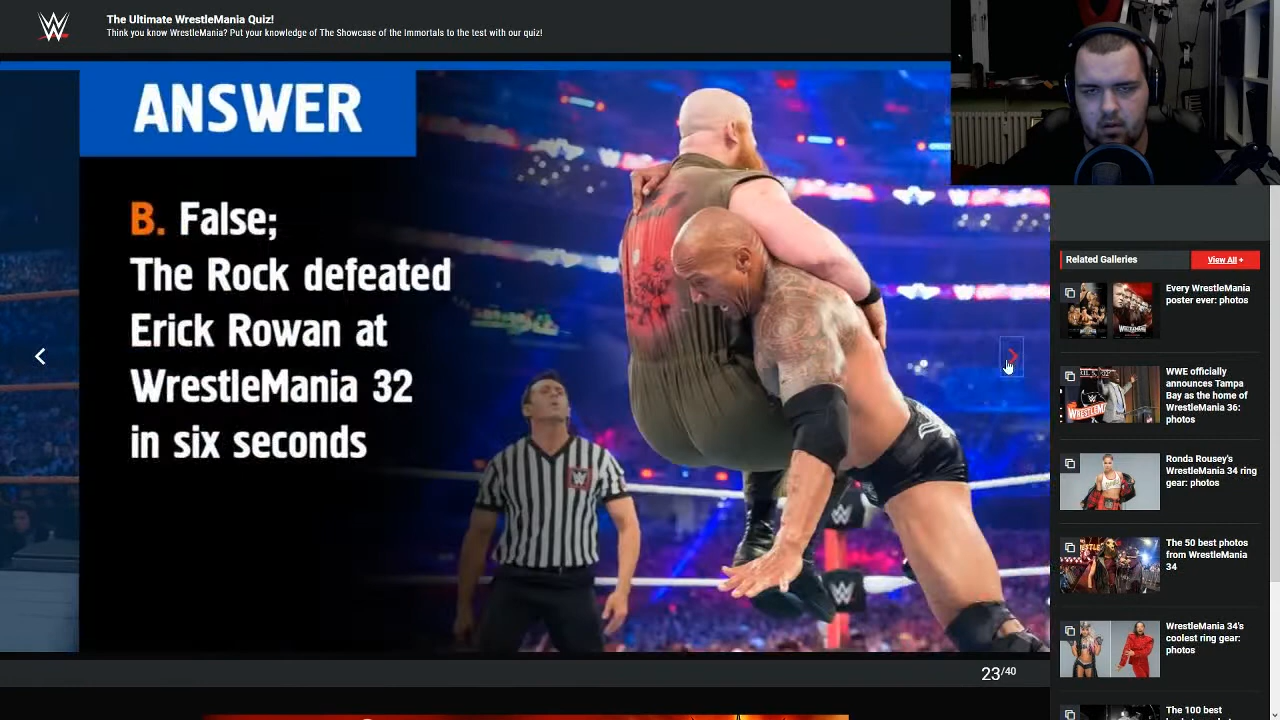 The Ultimate WrestleMania Quiz!
Think you know WrestleMania? Put your knowledge of The Showcase of the Immortals to the test with our quiz!
ANSWER
B. False;
The Rock defeated
Erick Rowan at
WrestleMania 32
in six seconds
23/40
Related Galleries
View All +
Every WrestleMania
poster ever: photos
WWE officially
announces Tampa
Bay as the home of
WrestleMania 36:
photos
Ronda Rousey's
WrestleMania 34 ring
gear: photos
The 50 best photos
from WrestleMania
34
WrestleMania 34's
coolest ring gear:
photos
The 100 best